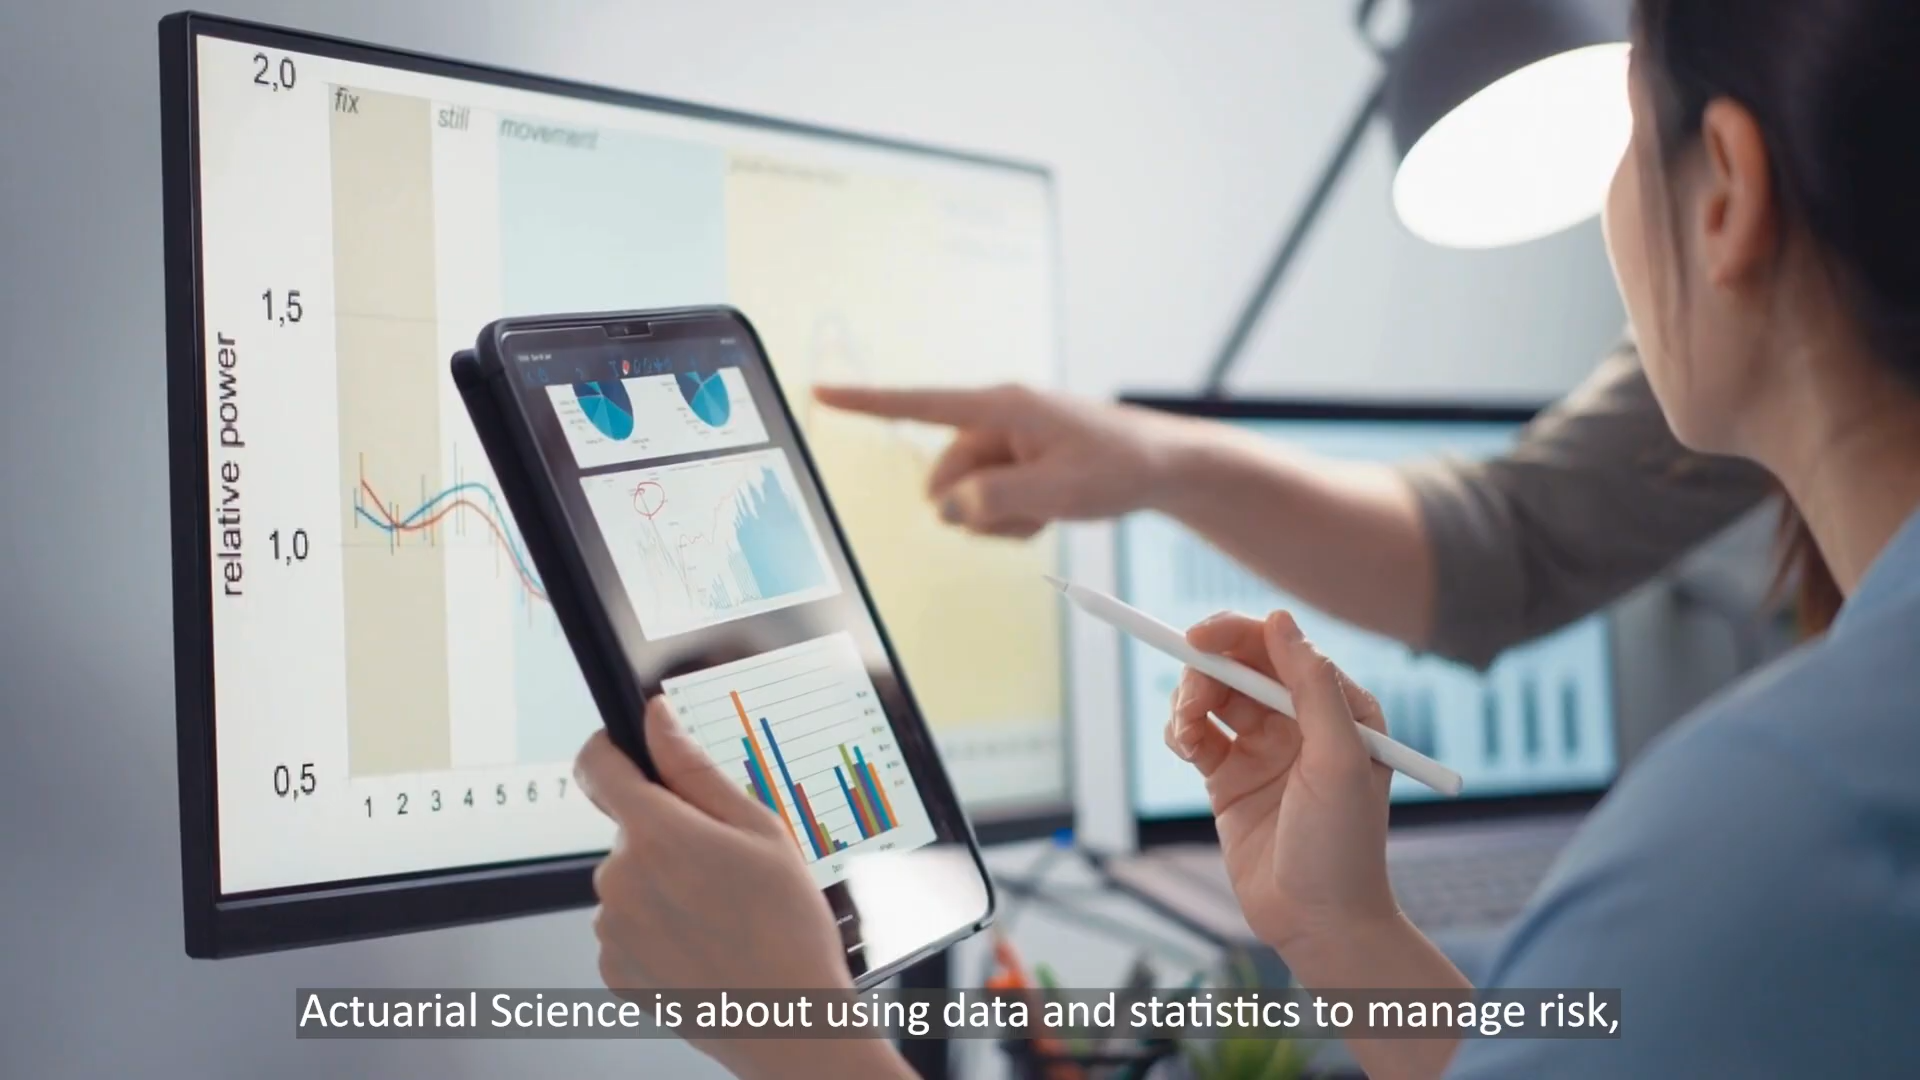 2,0
fix
still
movement
1,5
relative power
1,0
0,5
1 2 3 4 5 6 7
Actuarial Science is about using data and statistics to manage risk,